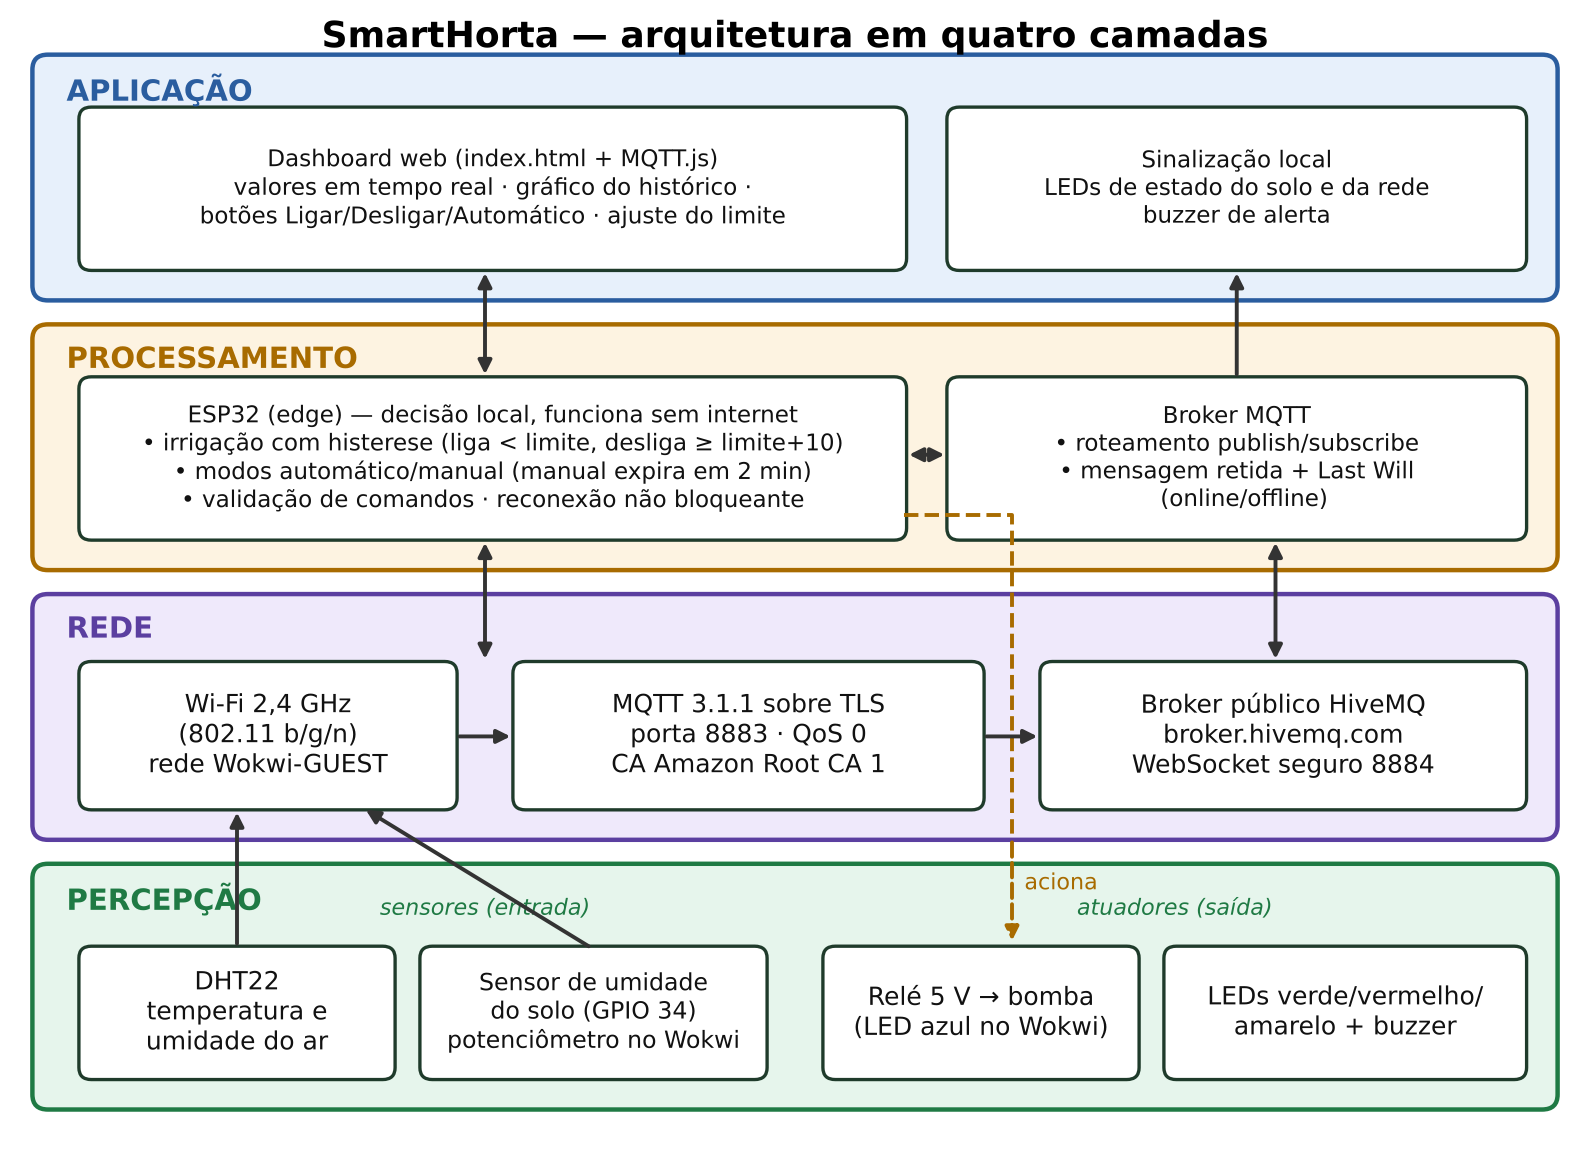 SmartHorta — arquitetura em quatro camadas
APLICAÇÃO
Dashboard web (index.html + MQTT.js)
valores em tempo real · gráfico do histórico ·
botões Ligar/Desligar/Automático · ajuste do limite
Sinalização local
LEDs de estado do solo e da rede
buzzer de alerta
PROCESSAMENTO
ESP32 (edge) — decisão local, funciona sem internet
• irrigação com histerese (liga < limite, desliga ≥ limite+10)
• modos automático/manual (manual expira em 2 min)
• validação de comandos · reconexão não bloqueante
Broker MQTT
• roteamento publish/subscribe
• mensagem retida + Last Will
(online/offline)
REDE
Wi-Fi 2,4 GHz
(802.11 b/g/n)
rede Wokwi-GUEST
MQTT 3.1.1 sobre TLS
porta 8883 · QoS 0
CA Amazon Root CA 1
Broker público HiveMQ
broker.hivemq.com
WebSocket seguro 8884
PERCEPÇÃO
sensores (entrada)
aciona
atuadores (saída)
DHT22
temperatura e
umidade do ar
Sensor de umidade
do solo (GPIO 34)
potenciômetro no Wokwi
Relé 5 V → bomba
(LED azul no Wokwi)
LEDs verde/vermelho/
amarelo + buzzer